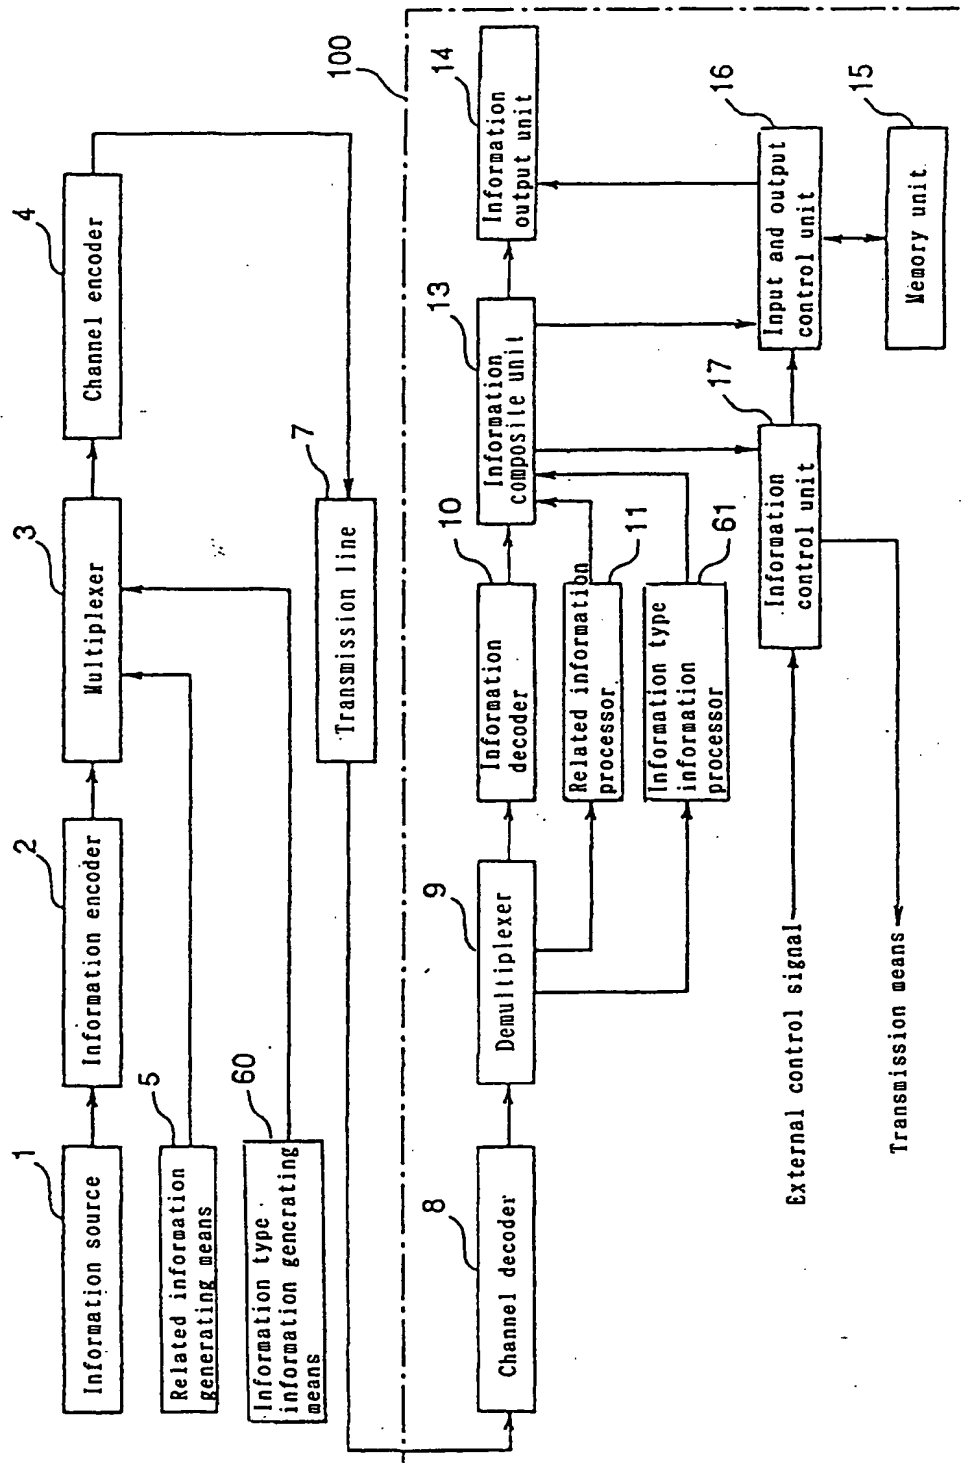 1
Information source
2
Information encoder
3
Multiplexer
4
Channel encoder
5
Related information
generating means
60
Information type
information generating
means
7
Transmission line
100
8
Channel decoder
9
Demultiplexer
10
Information
decoder
11
Related information
processor
61
Information type
information
processor
13
Information
composite unit
14
Information
output unit
External control signal
Transmission means
17
Information
control unit
16
Input and output
control unit
15
Memory unit